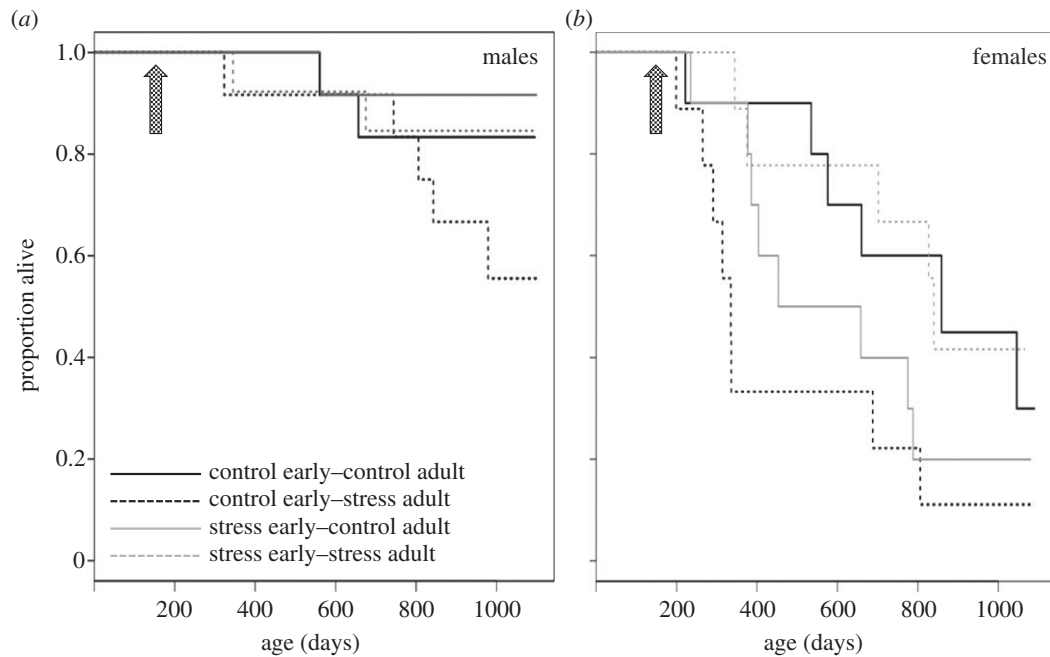 (a)
(b)
males
females
proportion alive
1.0
0.8
0.6
0.4
0.2
0
control early–control adult
control early–stress adult
stress early–control adult
stress early–stress adult
200 400 600 800 1000
age (days)
200 400 600 800 1000
age (days)